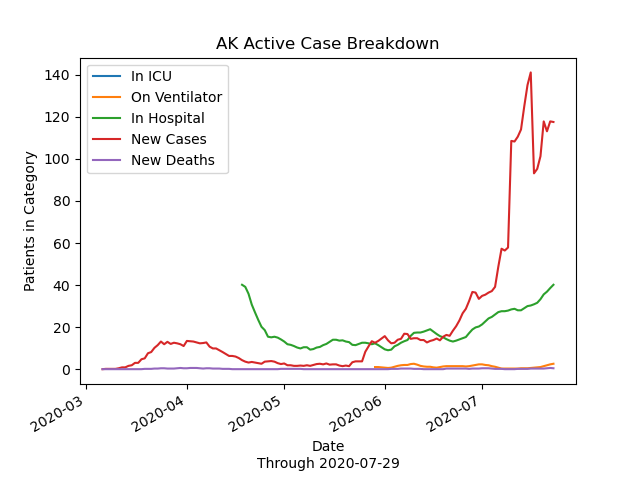 AK Active Case Breakdown
In ICU
On Ventilator
In Hospital
New Cases
New Deaths
Patients in Category
140
120
100
80
60
40
20
0
2020-03
2020-04
2020-05
2020-06
2020-07
Date
Through 2020-07-29